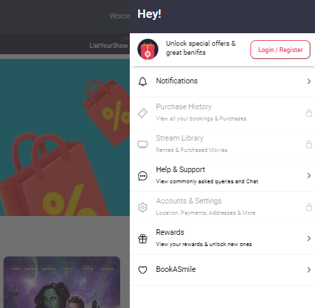 Hey!
Worce
ListYourShow
Unlock special offers &
great benifits
Login / Register
Notifications
Purchase History
View all your bookings & Purchases
Stream Library
Rented & Purchased Movies
Help & Support
View commonly asked queries and Chat
Accounts & Settings
Location, Payments, Addresses & More
Rewards
View your rewards & unlock new ones
BookASmile